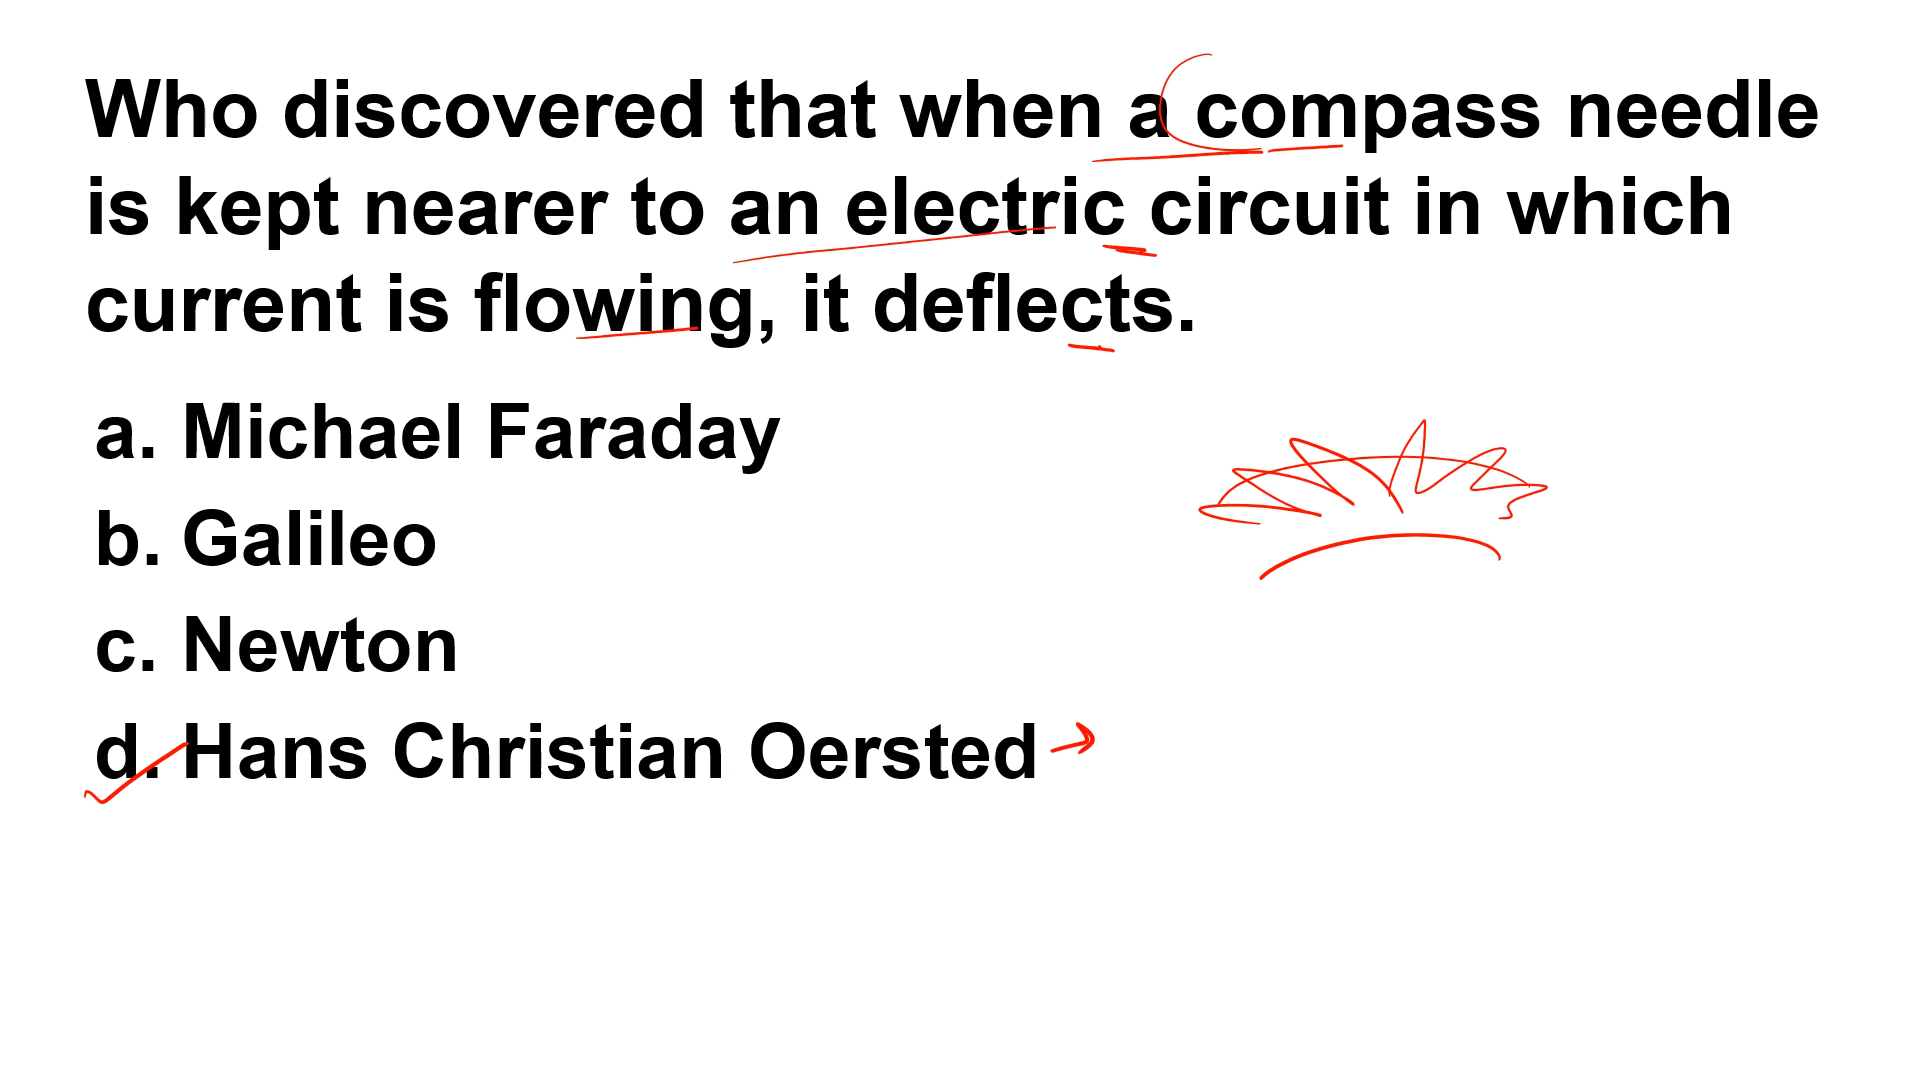 Who discovered that when a compass needle
is kept nearer to an electric circuit in which
current is flowing, it deflects.
a. Michael Faraday
b. Galileo
c. Newton
d. Hans Christian Oersted